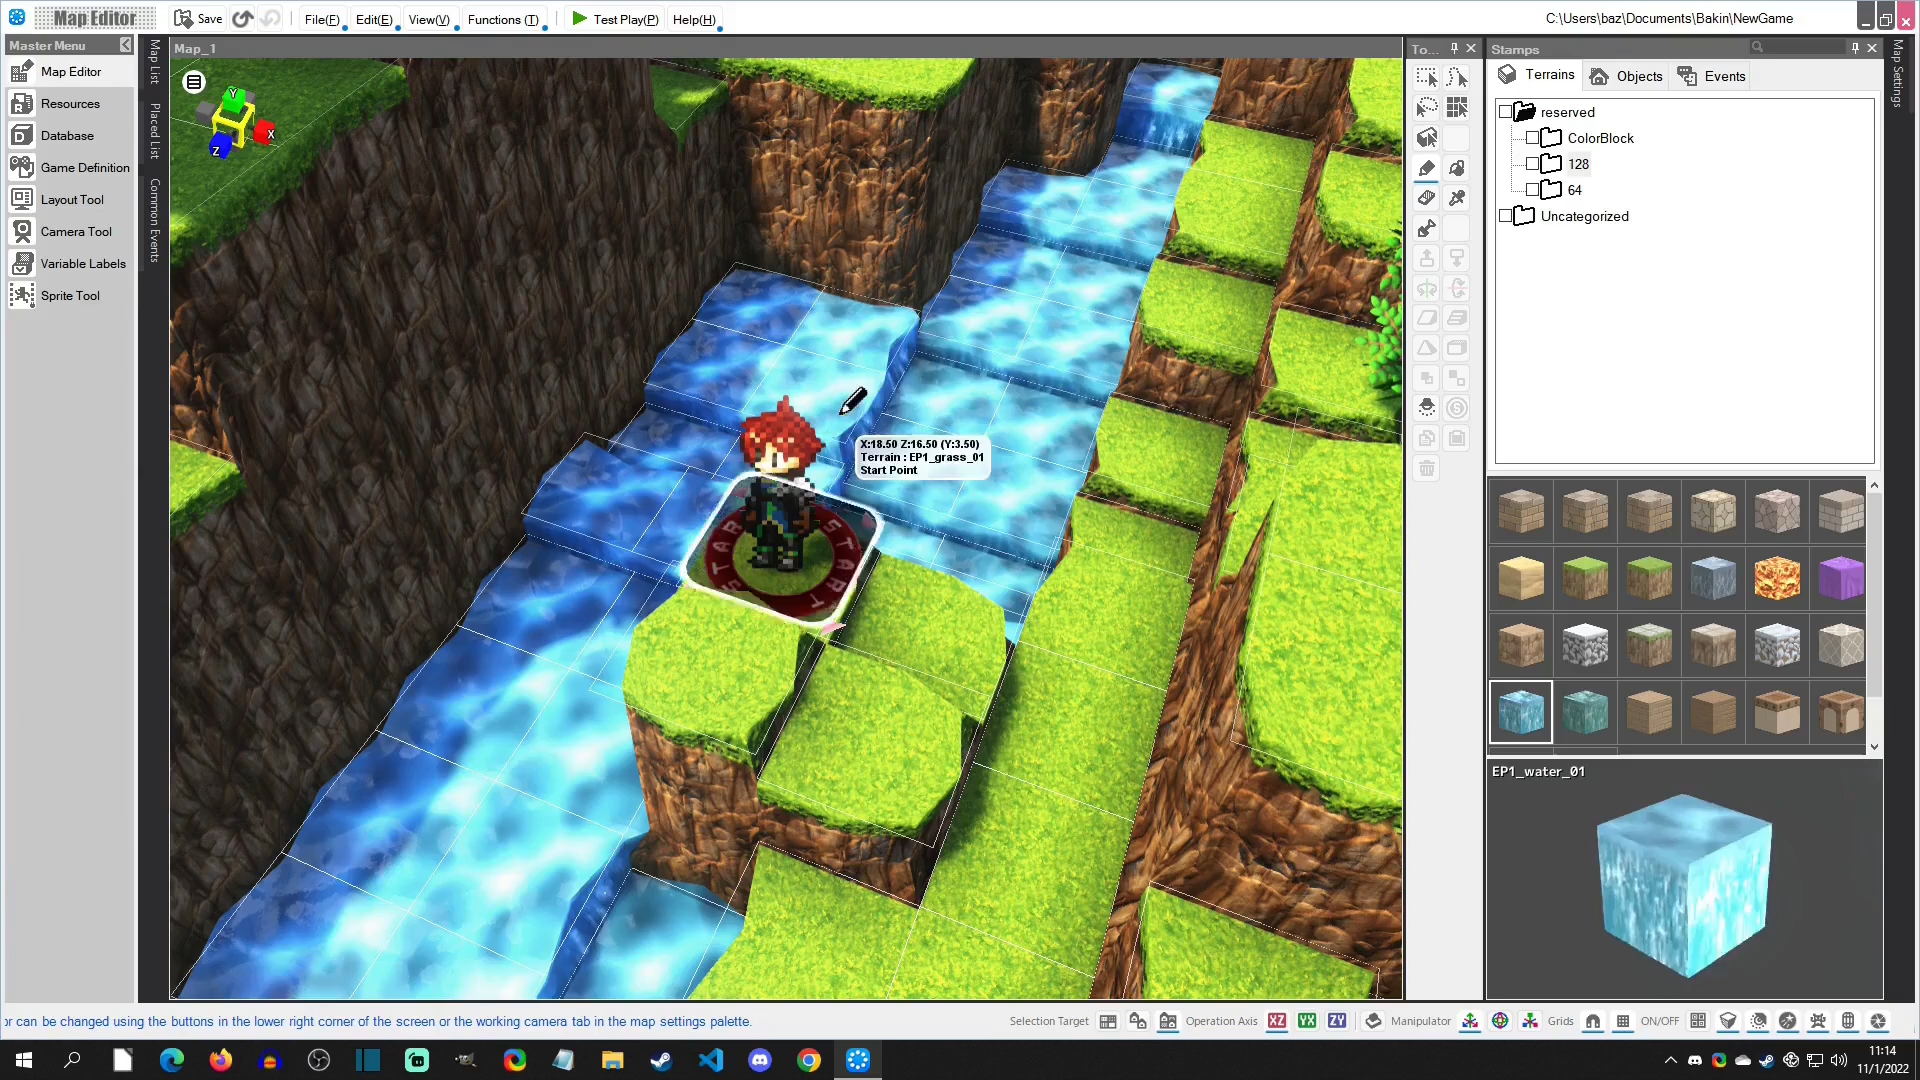 Map Editor
Save
File(F)
Edit(E)
View(V)
Functions (T)
Test Play(P)
Help(H)
C:\Users\baz\Documents\Bakin\NewGame
Master Menu
Map Editor
Resources
Database
Game Definition
Layout Tool
Camera Tool
Variable Labels
Sprite Tool
Map List
Placed List
Common Events
Map_1
Y
X
Z
X:18.50 Z:16.50 (Y:3.50)
Terrain : EP1_grass_01
Start Point
START
START
To...
Stamps
Terrains
Objects
Events
reserved
ColorBlock
128
64
Uncategorized
EP1_water_01
Map Settings
or can be changed using the buttons in the lower right corner of the screen or the working camera tab in the map settings palette.
Selection Target
Operation Axis
XZ
YX
ZY
Manipulator
Grids
ON/OFF
11:14
11/1/2022